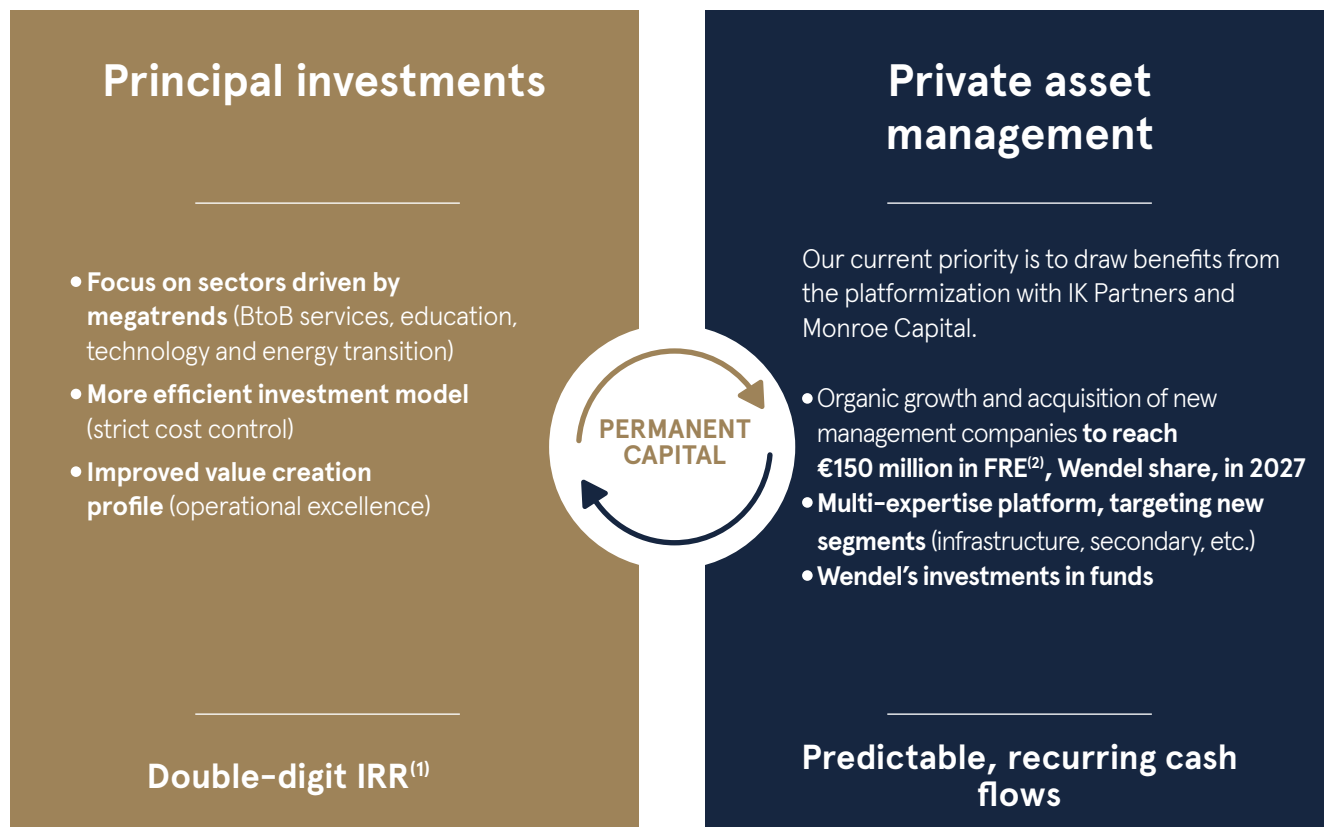 Principal investments
• Focus on sectors driven by
megatrends (BtoB services, education,
technology and energy transition)
• More efficient investment model
(strict cost control)
• Improved value creation
profile (operational excellence)
Double-digit IRR(1)
PERMANENT
CAPITAL
Private asset
management
Our current priority is to draw benefits from
the platformization with IK Partners and
Monroe Capital.
• Organic growth and acquisition of new
management companies to reach
€150 million in FRE(2), Wendel share, in 2027
• Multi-expertise platform, targeting new
segments (infrastructure, secondary, etc.)
• Wendel’s investments in funds
Predictable, recurring cash
flows